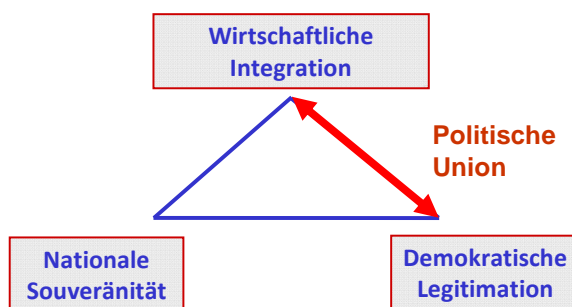 Wirtschaftliche
Integration
Politische
Union
Nationale
Souveränität
Demokratische
Legitimation